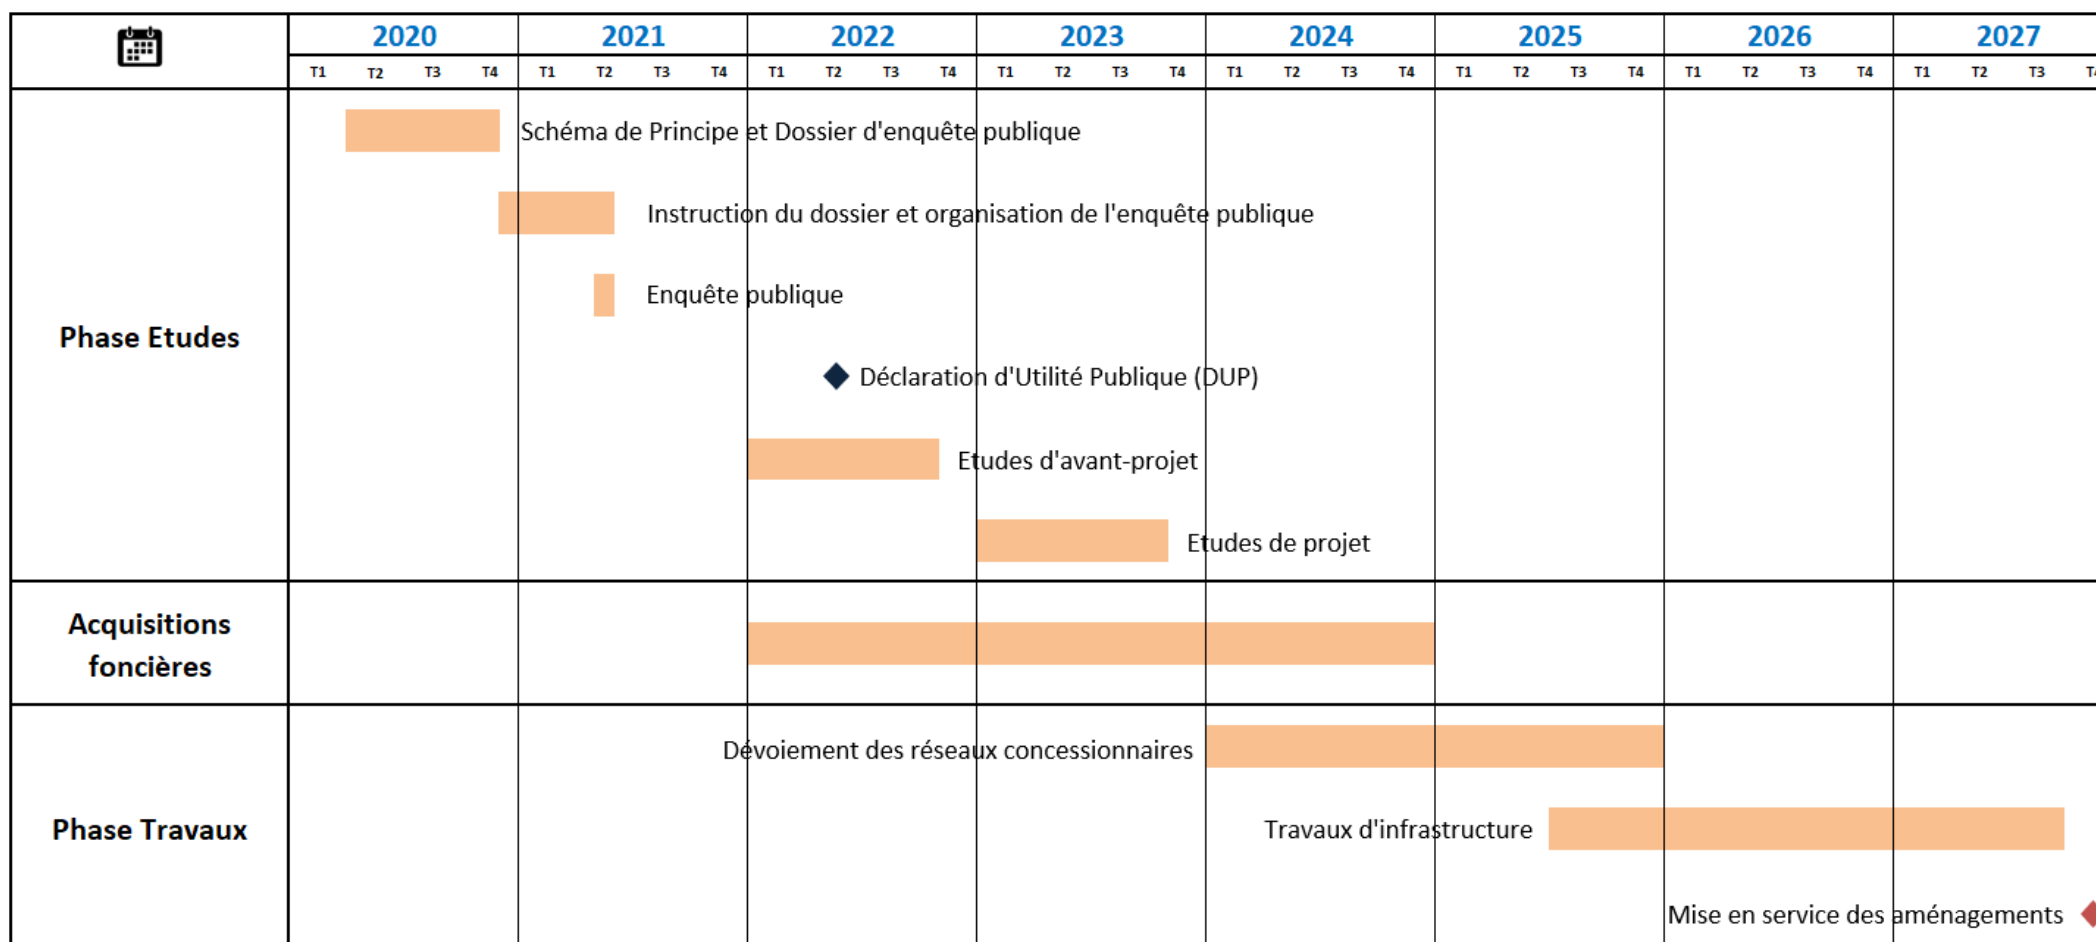 2020 2021 2022 2023 2024 2025 2026 2027
T1 T2 T3 T4 T1 T2 T3 T4 T1 T2 T3 T4 T1 T2 T3 T4 T1 T2 T3 T4 T1 T2 T3 T4 T1 T2 T3 T4 T1 T2 T3 T4
Phase Etudes
Schéma de Principe et Dossier d'enquête publique
Instruction du dossier et organisation de l'enquête publique
Enquête publique
Déclaration d'Utilité Publique (DUP)
Etudes d'avant-projet
Etudes de projet
Acquisitions
foncières
Phase Travaux
Dévoiement des réseaux concessionnaires
Travaux d'infrastructure
Mise en service des aménagements